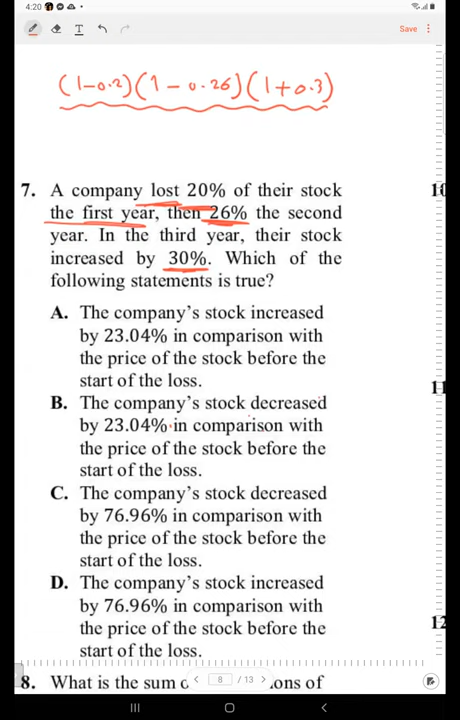 4:20
Save
(1-0.2)(1-0.26)(1+0.3)
7. A company lost 20% of their stock
the first year, then 26% the second
year. In the third year, their stock
increased by 30%. Which of the
following statements is true?
A. The company's stock increased
by 23.04% in comparison with
the price of the stock before the
start of the loss.
B. The company's stock decreased
by 23.04% in comparison with
the price of the stock before the
start of the loss.
C. The company's stock decreased
by 76.96% in comparison with
the price of the stock before the
start of the loss.
D. The company's stock increased
by 76.96% in comparison with
the price of the stock before the
start of the loss.
8. What is the sum
8 / 13
of
10
11
12